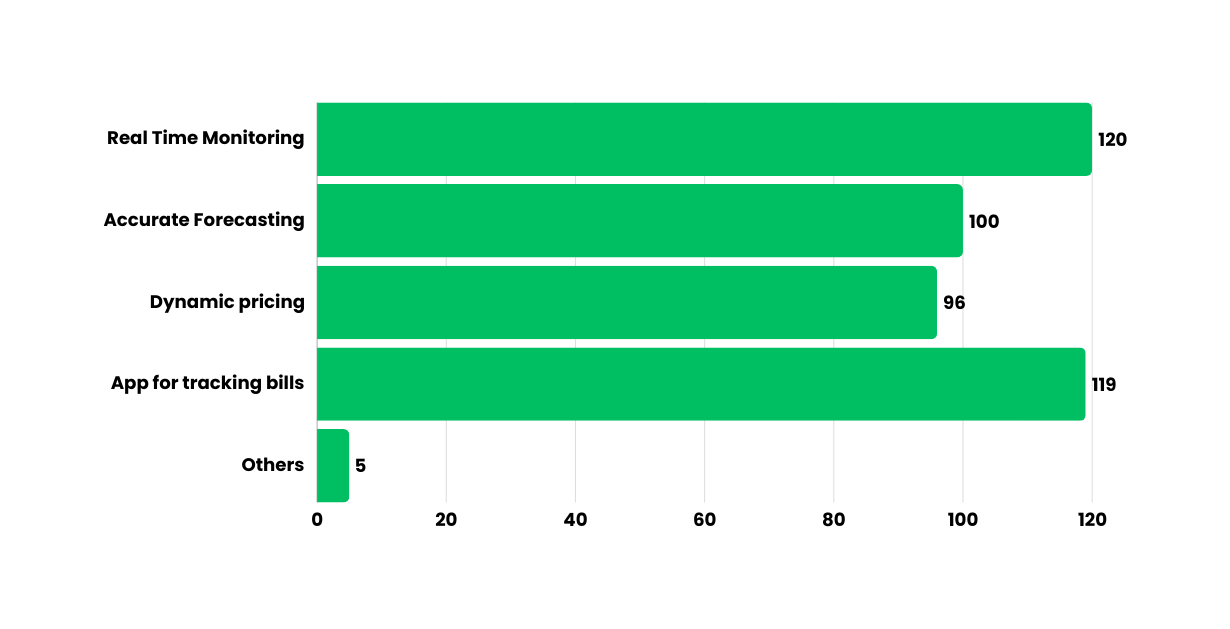 Real Time Monitoring 120
Accurate Forecasting 100
Dynamic pricing 96
App for tracking bills 119
Others 5
0 20 40 60 80 100 120